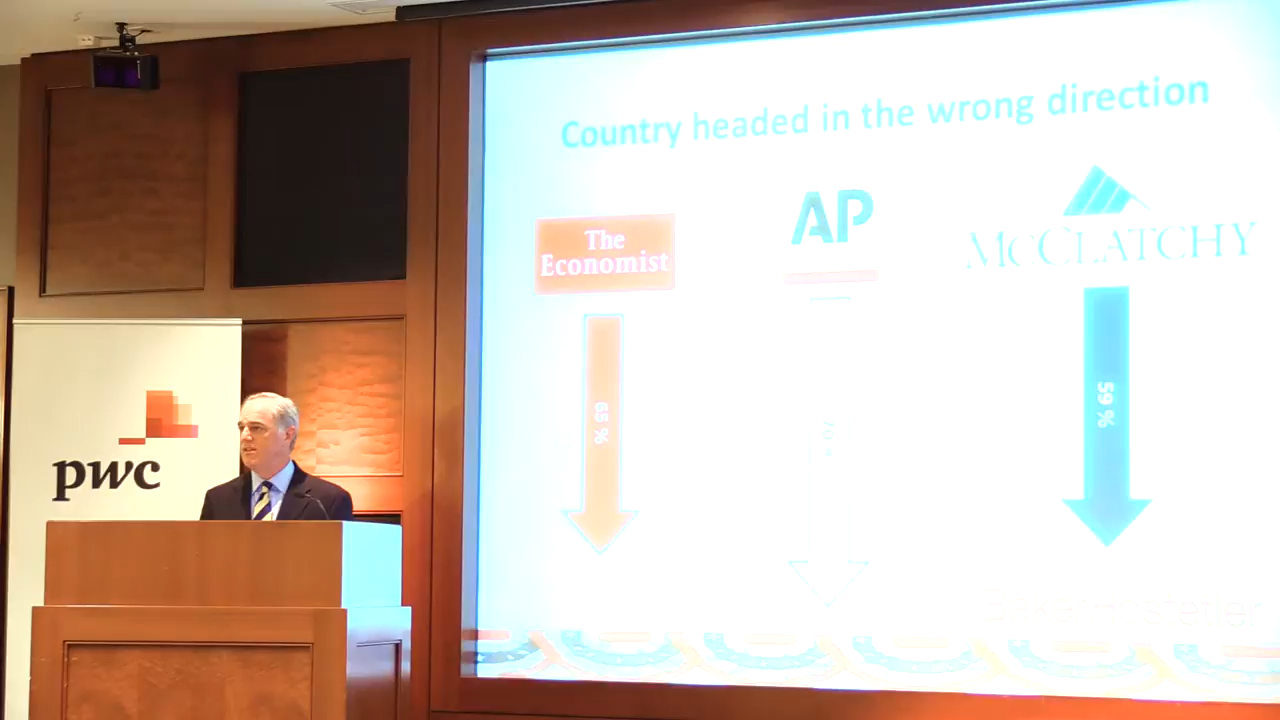 Country headed in the wrong direction
The
Economist
AP
McCLATCHY
65 %
59 %
pwc